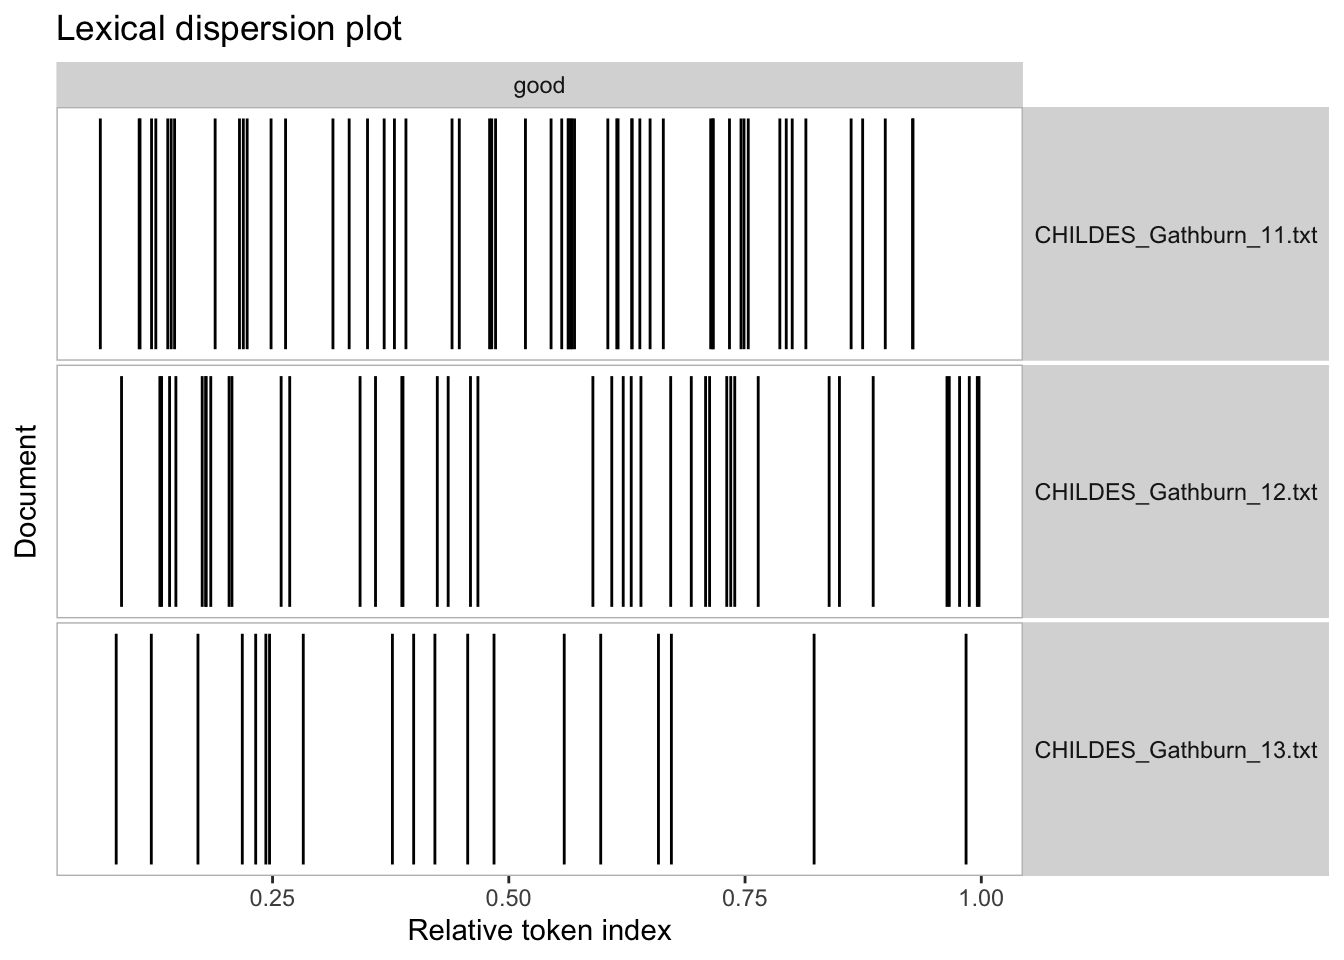 Lexical dispersion plot
good
CHILDES_Gathburn_11.txt
CHILDES_Gathburn_12.txt
CHILDES_Gathburn_13.txt
Document
0.25 0.50 0.75 1.00
Relative token index